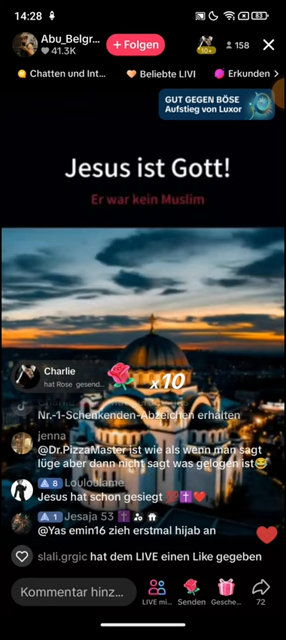 14:28
83
Abu_Belgr...
41.3K
+ Folgen
10+
158
Chatten und Int...
Beliebte LIVI
Erkunden >
GUT GEGEN BÖSE
Aufstieg von Luxor
Jesus ist Gott!
Er war kein Muslim
Charlie
hat Rose gesend...
x10
Nr.-1-Schenkenden-Abzeichen erhalten
jenna
@Dr.PizzaMaster ist wie als wenn man sagt
lüge aber dann nicht sagt was gelogen ist😂
8 Louloulame
Jesus hat schon gesiegt 💯✝️❤️
1 Jesaja 53 ✝️
@Yas emin16 zieh erstmal hijab an
slali.grgic hat dem LIVE einen Like gegeben
Kommentar hinz...
LIVE mi...
Senden
Gesche...
72